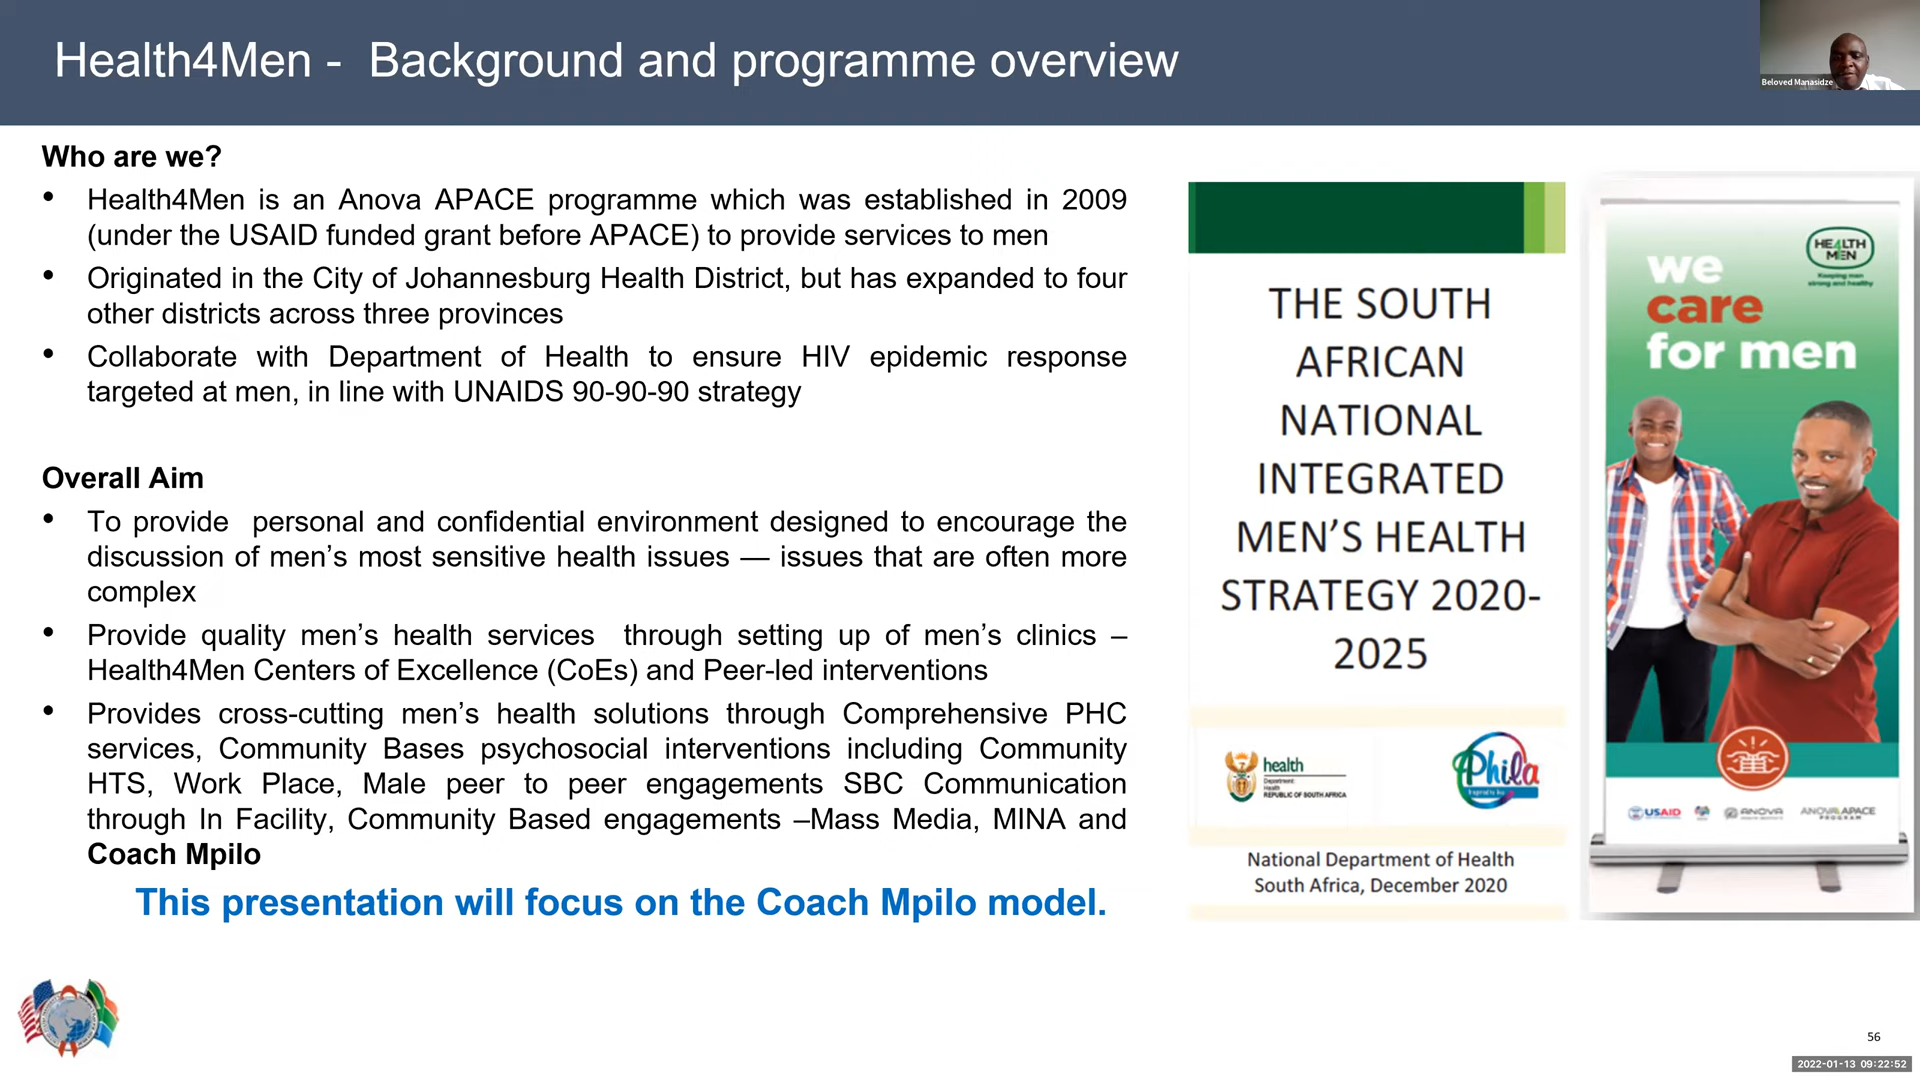 Health4Men - Background and programme overview
Beloved Manasidze
Who are we?
• Health4Men is an Anova APACE programme which was established in 2009
(under the USAID funded grant before APACE) to provide services to men
• Originated in the City of Johannesburg Health District, but has expanded to four
other districts across three provinces
• Collaborate with Department of Health to ensure HIV epidemic response
targeted at men, in line with UNAIDS 90-90-90 strategy
Overall Aim
• To provide personal and confidential environment designed to encourage the
discussion of men's most sensitive health issues — issues that are often more
complex
• Provide quality men's health services through setting up of men's clinics –
Health4Men Centers of Excellence (CoEs) and Peer-led interventions
• Provides cross-cutting men's health solutions through Comprehensive PHC
services, Community Bases psychosocial interventions including Community
HTS, Work Place, Male peer to peer engagements SBC Communication
through In Facility, Community Based engagements –Mass Media, MINA and
Coach Mpilo
This presentation will focus on the Coach Mpilo model.
THE SOUTH
AFRICAN
NATIONAL
INTEGRATED
MEN'S HEALTH
STRATEGY 2020-
2025
health
Department:
Health
REPUBLIC OF SOUTH AFRICA
Phila
National Department of Health
South Africa, December 2020
HE4LTH
MEN
Keeping men
strong and healthy
we
care
for men
USAID
ANOVA
ANOVA APACE
PROGRAM
56
2022-01-13 09:22:52